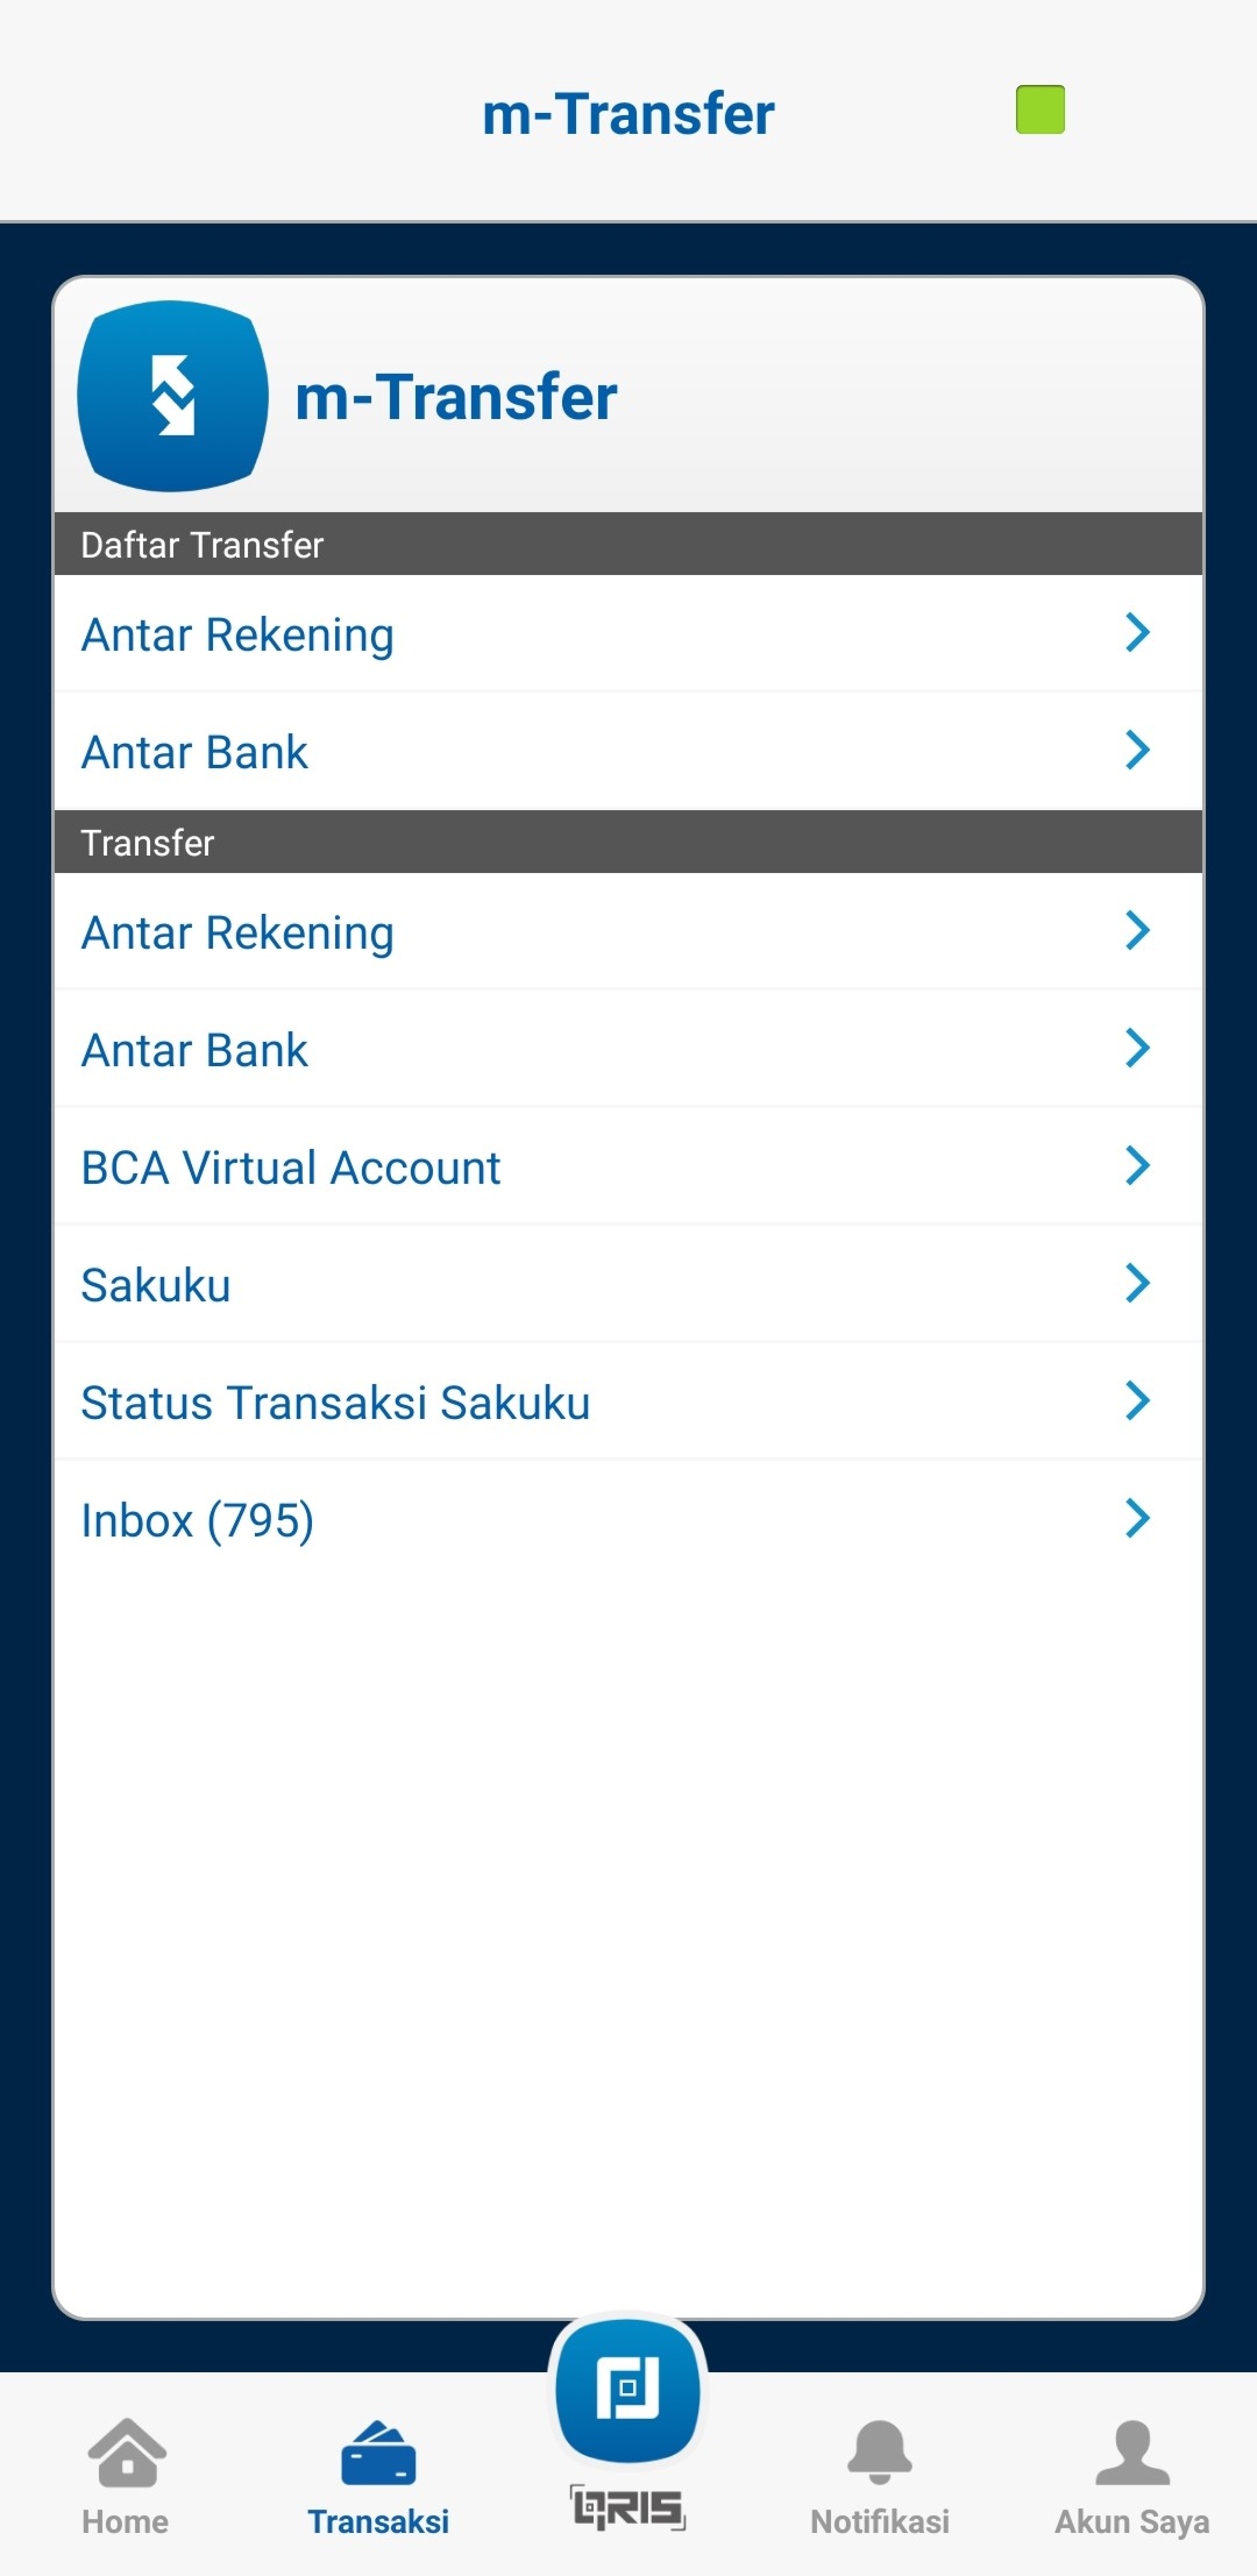 m-Transfer
m-Transfer
Daftar Transfer
Antar Rekening
Antar Bank
Transfer
Antar Rekening
Antar Bank
BCA Virtual Account
Sakuku
Status Transaksi Sakuku
Inbox (795)
Home
Transaksi
QRIS
Notifikasi
Akun Saya